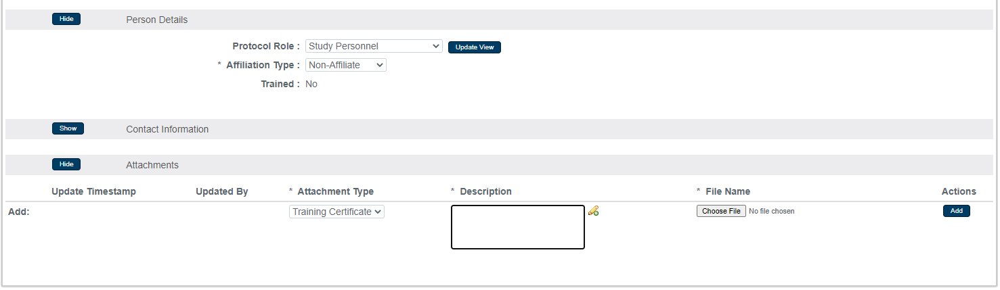 Hide Person Details
Protocol Role : Study Personnel Update View
* Affiliation Type : Non-Affiliate
Trained : No
Show Contact Information
Hide Attachments
Update Timestamp Updated By * Attachment Type * Description * File Name Actions
Add: Training Certificate Choose File No file chosen Add